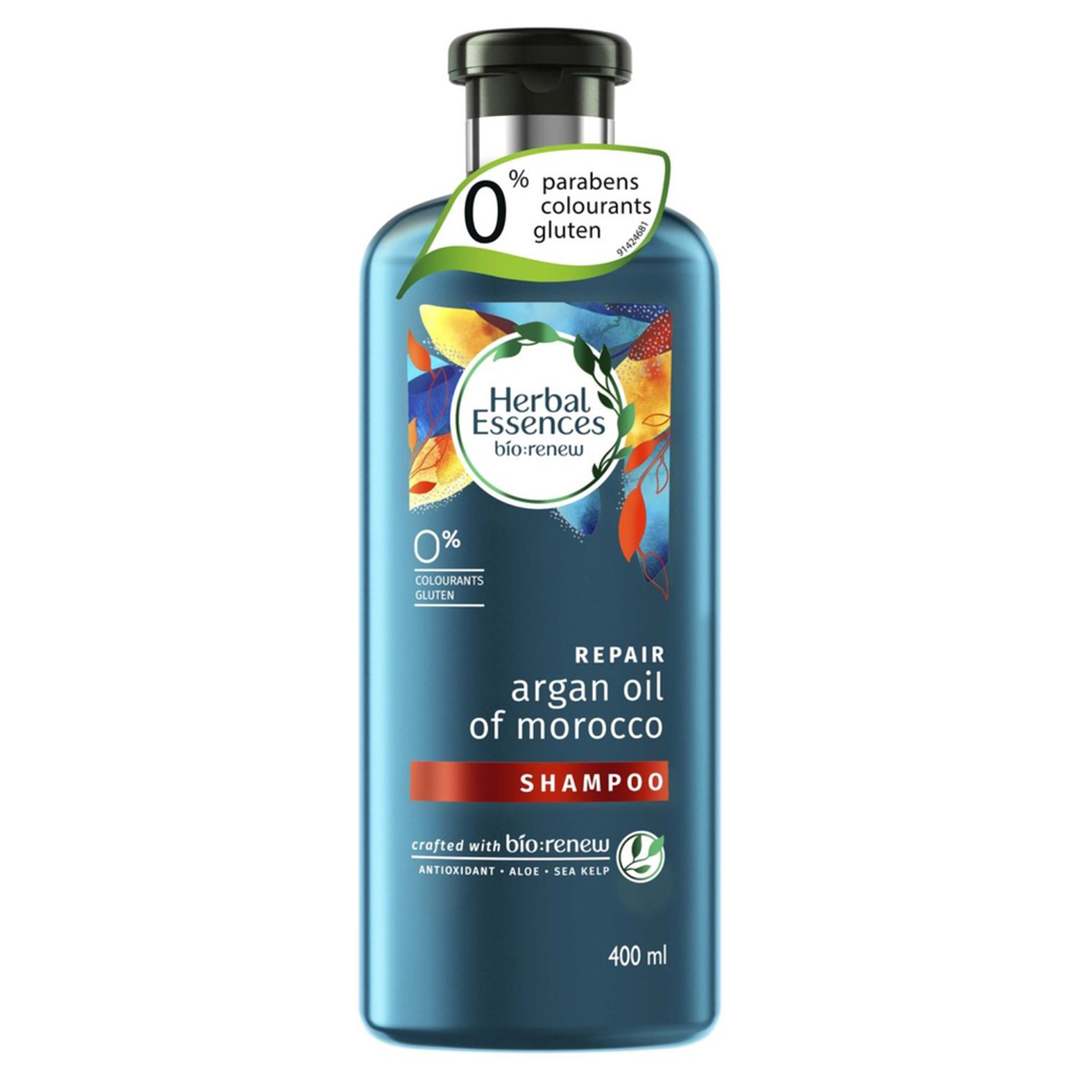 0% parabens
colourants
gluten
91424681
Herbal
Essences
bío:renew
0%
COLOURANTS
GLUTEN
REPAIR
argan oil
of morocco
SHAMPOO
crafted with bío:renew
ANTIOXIDANT • ALOE • SEA KELP
400 ml